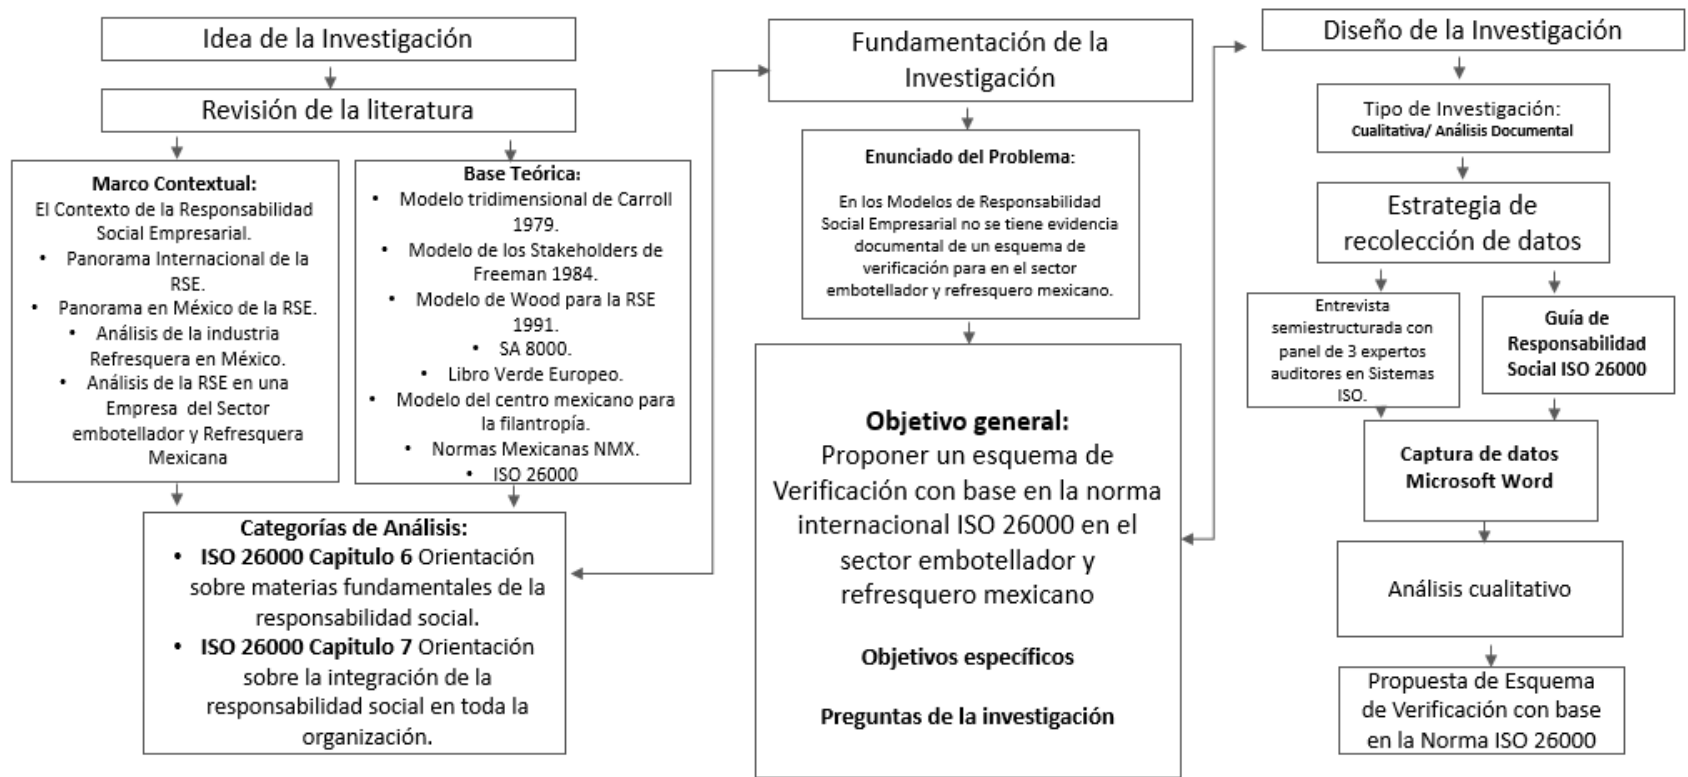 Idea de la Investigación
Revisión de la literatura
Marco Contextual:
El Contexto de la Responsabilidad
Social Empresarial.
• Panorama Internacional de la
RSE.
• Panorama en México de la RSE.
• Análisis de la industria
Refresquera en México.
• Análisis de la RSE en una
Empresa del Sector
embotellador y Refresquera
Mexicana
Base Teórica:
• Modelo tridimensional de Carroll
1979.
• Modelo de los Stakeholders de
Freeman 1984.
• Modelo de Wood para la RSE
1991.
• SA 8000.
• Libro Verde Europeo.
• Modelo del centro mexicano para
la filantropía.
• Normas Mexicanas NMX.
• ISO 26000
Categorías de Análisis:
• ISO 26000 Capitulo 6 Orientación
sobre materias fundamentales de la
responsabilidad social.
• ISO 26000 Capitulo 7 Orientación
sobre la integración de la
responsabilidad social en toda la
organización.
Fundamentación de la
Investigación
Enunciado del Problema:
En los Modelos de Responsabilidad
Social Empresarial no se tiene evidencia
documental de un esquema de
verificación para en el sector
embotellador y refresquero mexicano.
Objetivo general:
Proponer un esquema de
Verificación con base en la norma
internacional ISO 26000 en el
sector embotellador y
refresquero mexicano
Objetivos específicos
Preguntas de la investigación
Diseño de la Investigación
Tipo de Investigación:
Cualitativa/ Análisis Documental
Estrategia de
recolección de datos
Entrevista
semiestructurada con
panel de 3 expertos
auditores en Sistemas
ISO.
Guía de
Responsabilidad
Social ISO 26000
Captura de datos
Microsoft Word
Análisis cualitativo
Propuesta de Esquema
de Verificación con base
en la Norma ISO 26000